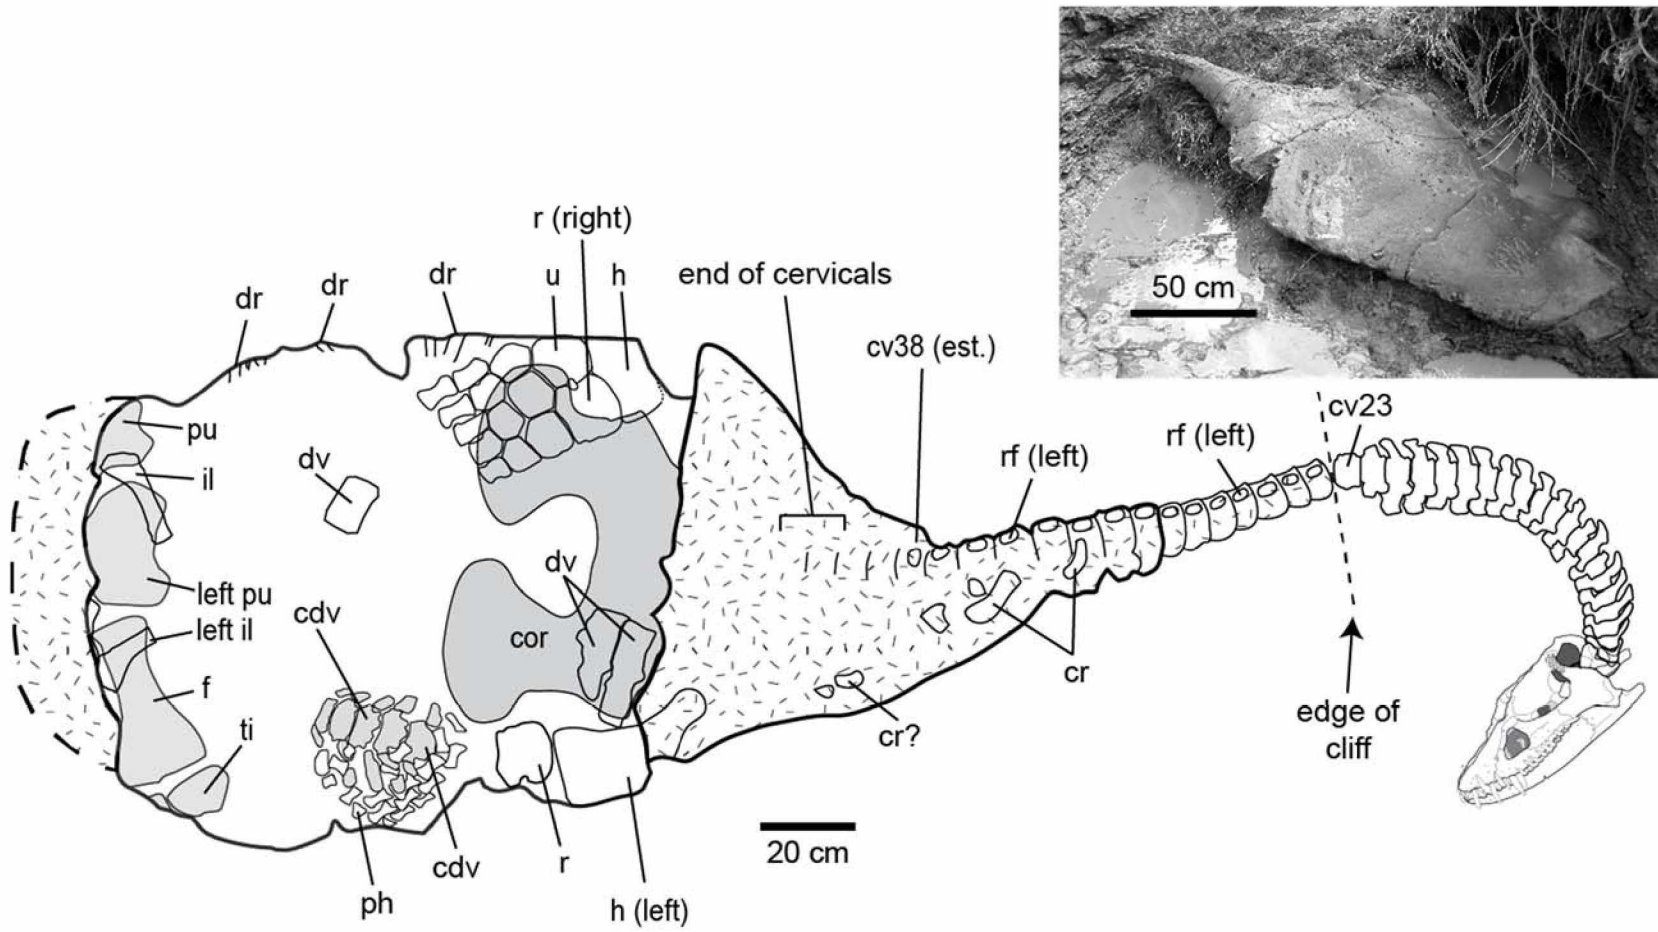 50 cm
r (right)
dr
dr
dr
u
h
end of cervicals
cv38 (est.)
rf (left)
rf (left)
cv23
pu
il
dv
left pu
left il
f
ti
cdv
dv
cor
cr
cr?
edge of
cliff
20 cm
cdv
ph
r
h (left)